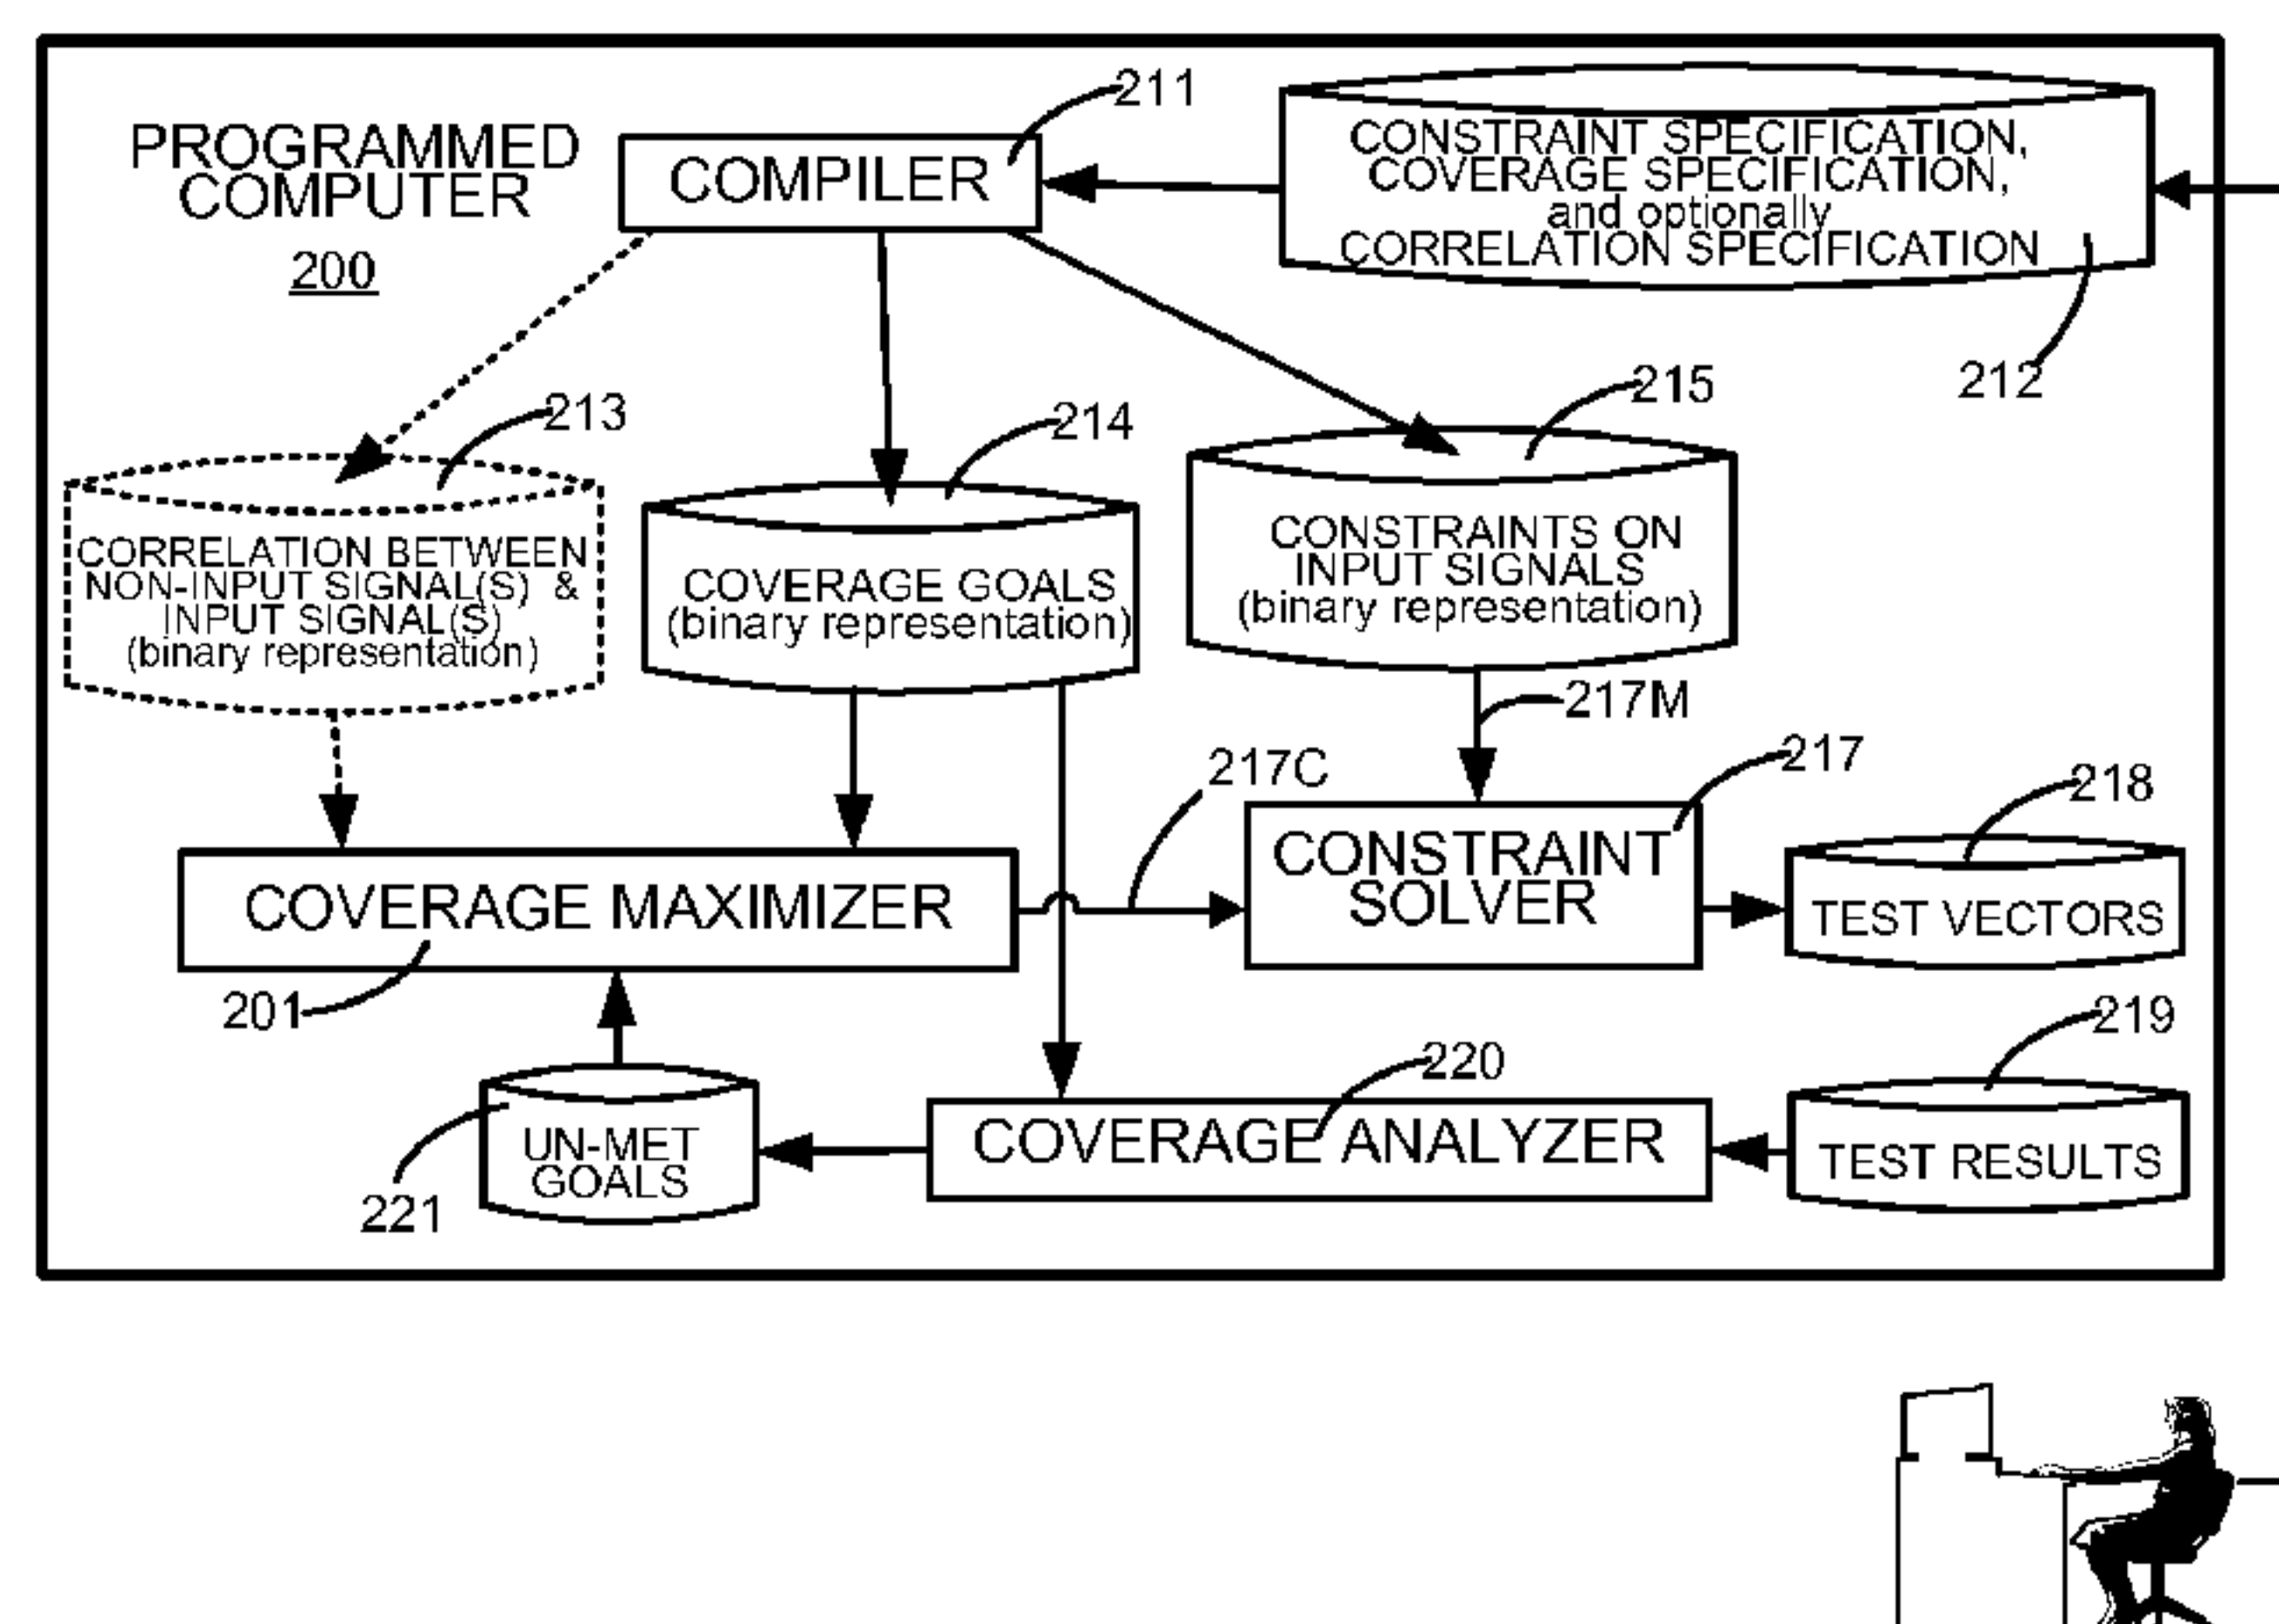 PROGRAMMED
COMPUTER
200
COMPILER
211
CONSTRAINT SPECIFICATION,
COVERAGE SPECIFICATION,
and optionally
CORRELATION SPECIFICATION
212
213
214
215
CORRELATION BETWEEN
NON-INPUT SIGNAL(S) &
INPUT SIGNAL(S)
(binary representation)
COVERAGE GOALS
(binary representation)
CONSTRAINTS ON
INPUT SIGNALS
(binary representation)
217M
217C
217
218
COVERAGE MAXIMIZER
CONSTRAINT
SOLVER
TEST VECTORS
201
219
220
UN-MET
GOALS
COVERAGE ANALYZER
TEST RESULTS
221